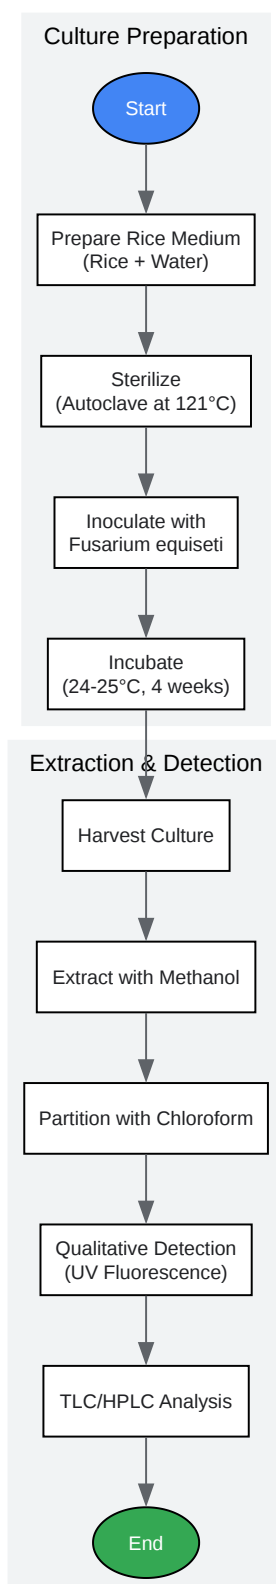 Culture Preparation
Start
Prepare Rice Medium
(Rice + Water)
Sterilize
(Autoclave at 121°C)
Inoculate with
Fusarium equiseti
Incubate
(24-25°C, 4 weeks)
Extraction & Detection
Harvest Culture
Extract with Methanol
Partition with Chloroform
Qualitative Detection
(UV Fluorescence)
TLC/HPLC Analysis
End